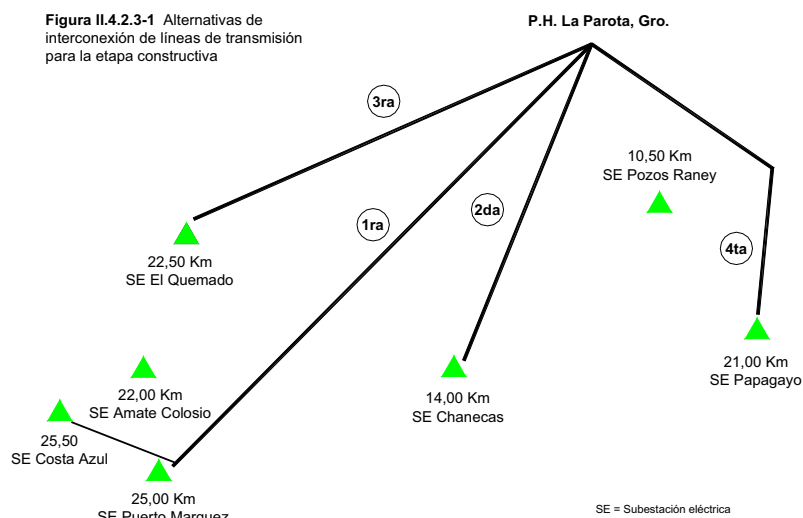 Figura II.4.2.3-1 Alternativas de
interconexión de líneas de transmisión
para la etapa constructiva
P.H. La Parota, Gro.
3ra
10,50 Km
SE Pozos Raney
2da
1ra
4ta
22,50 Km
SE El Quemado
21,00 Km
SE Papagayo
22,00 Km
SE Amate Colosio
14,00 Km
SE Chanecas
25,50
SE Costa Azul
25,00 Km
SE Puerto Marquez
SE = Subestación eléctrica